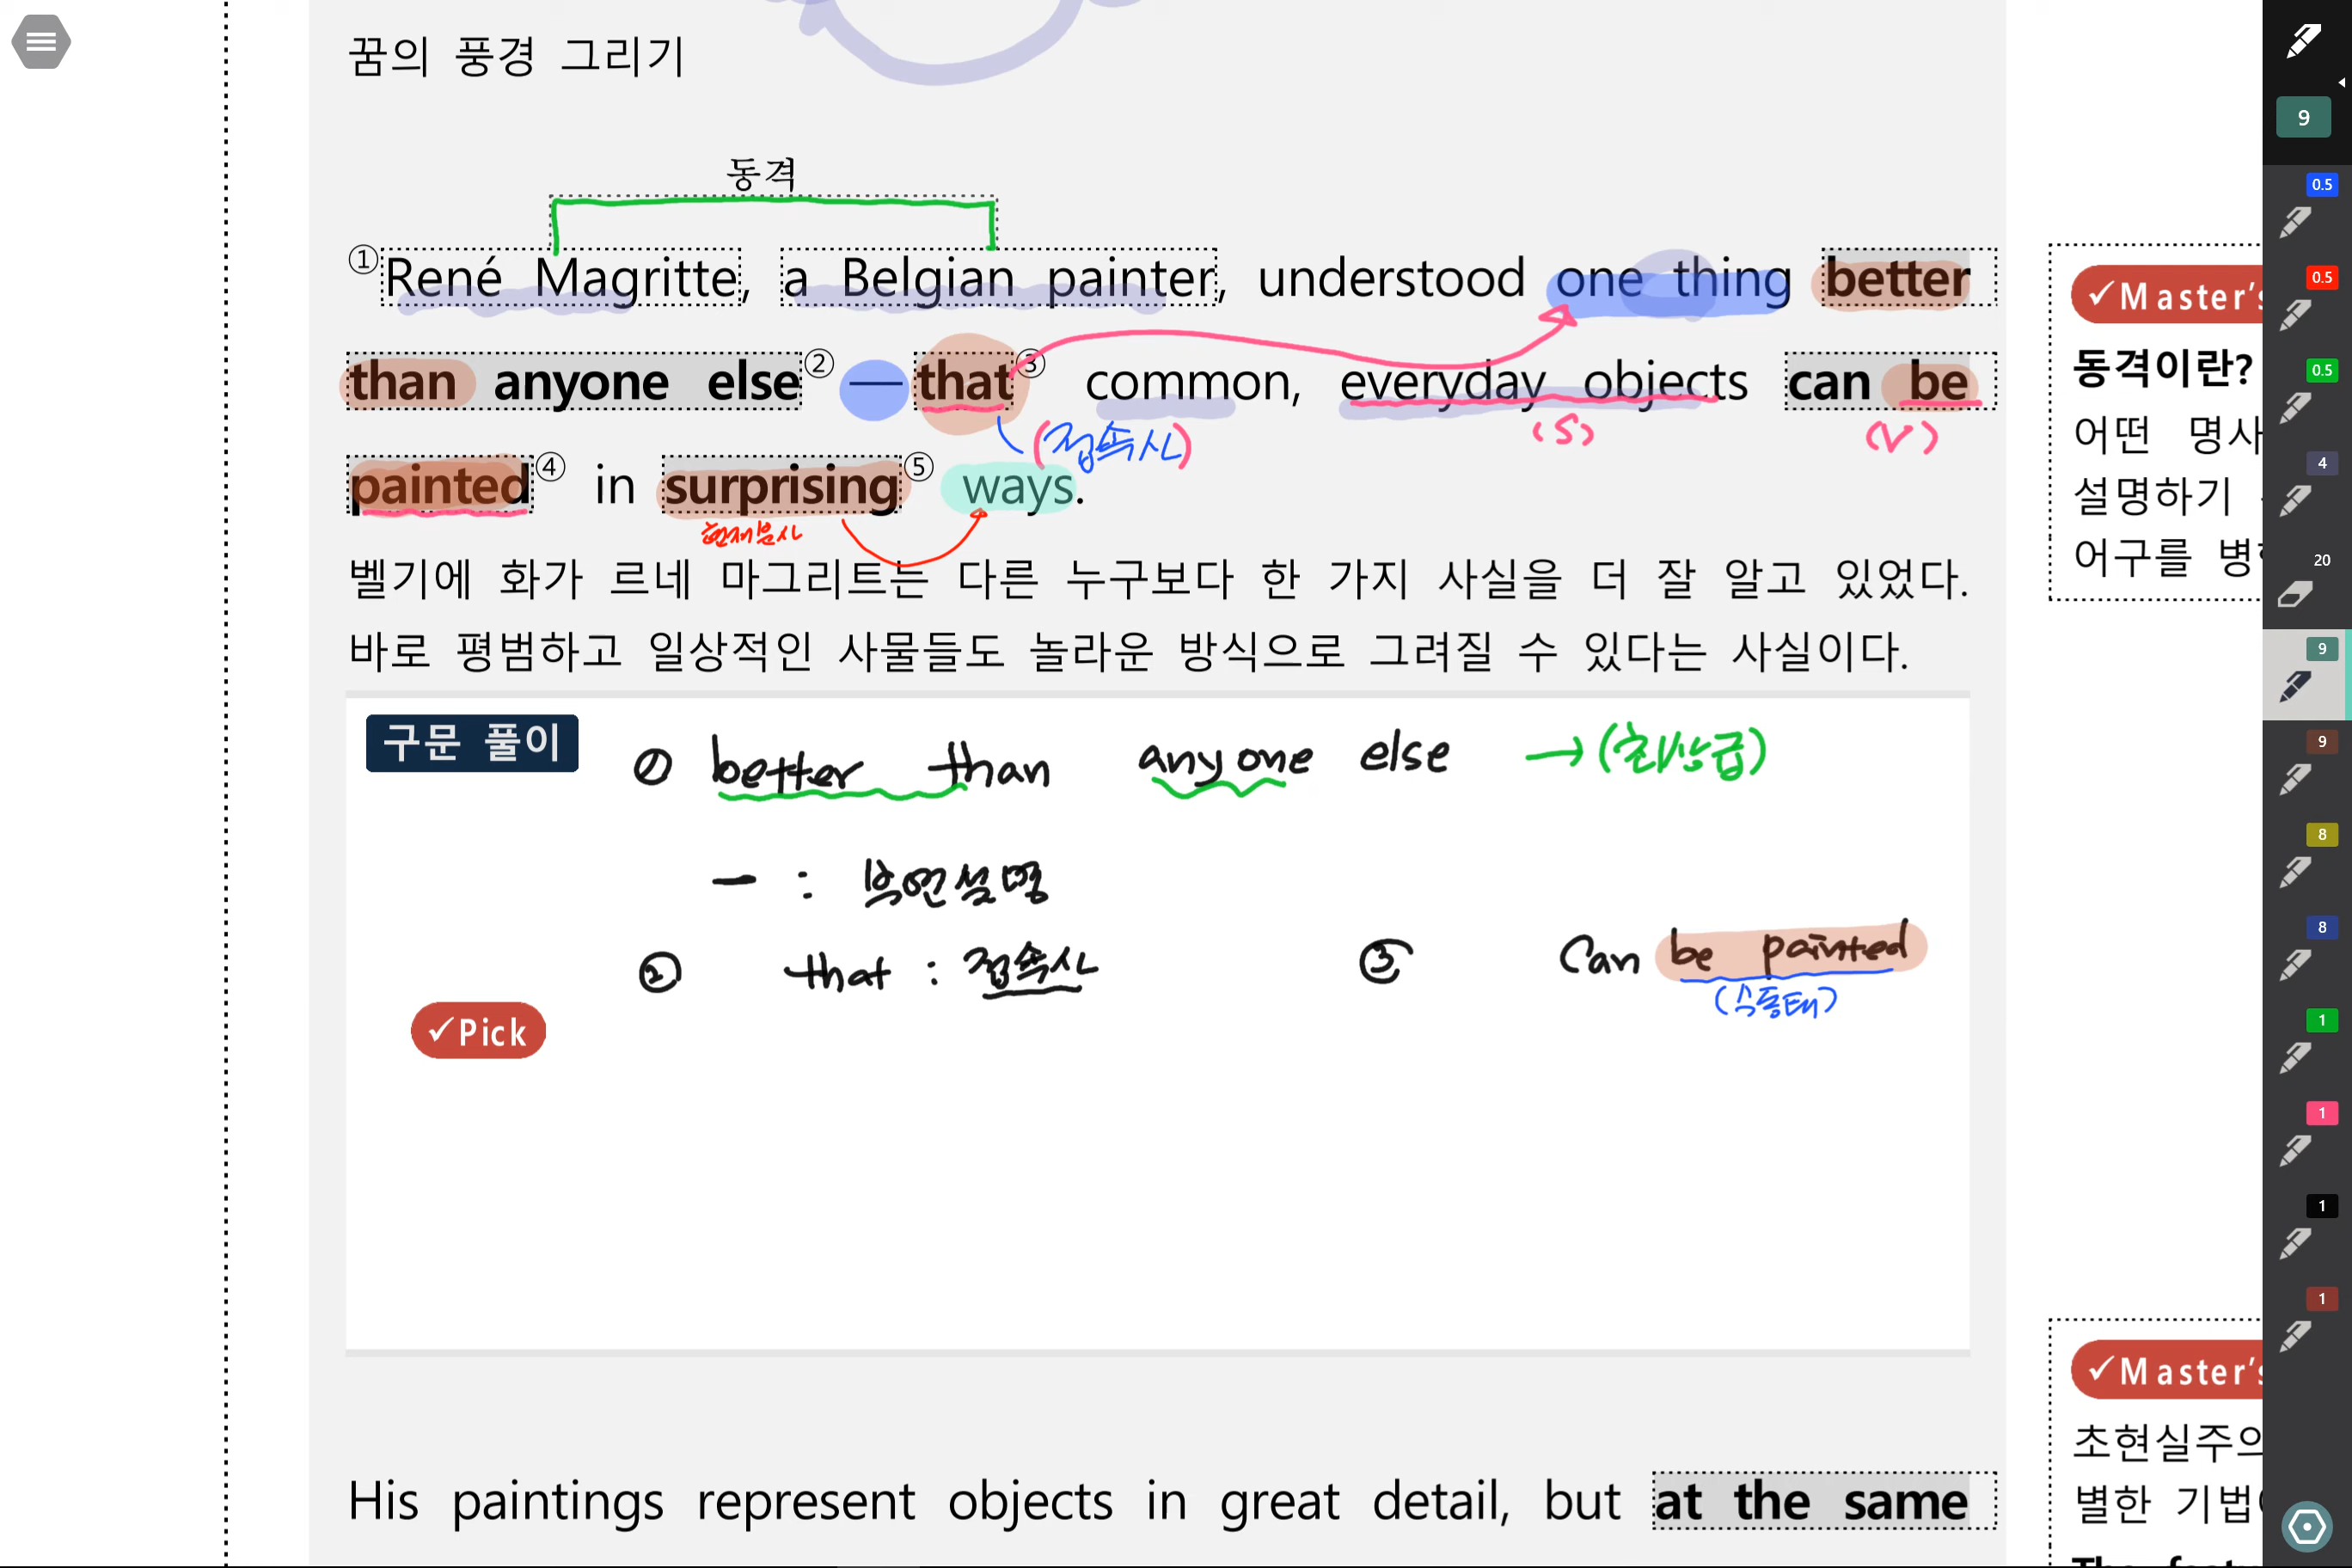 꿈의 풍경 그리기
동격
①René Magritte, a Belgian painter, understood one thing better
than anyone else② — that③ common, everyday objects can be
(접속사) (S) (V)
painted④ in surprising⑤ ways.
현재분사
벨기에 화가 르네 마그리트는 다른 누구보다 한 가지 사실을 더 잘 알고 있었다.
바로 평범하고 일상적인 사물들도 놀라운 방식으로 그려질 수 있다는 사실이다.
구문 풀이
① better than anyone else → (최상급)
— : 부연설명
② that : 접속사 ③ Can be painted
(수동태)
✓Pick
His paintings represent objects in great detail, but at the same
✓Master's
동격이란?
어떤 명사
설명하기
어구를 병
✓Master's
초현실주의
별한 기법
9
0.5
0.5
0.5
4
20
9
9
8
8
1
1
1
1